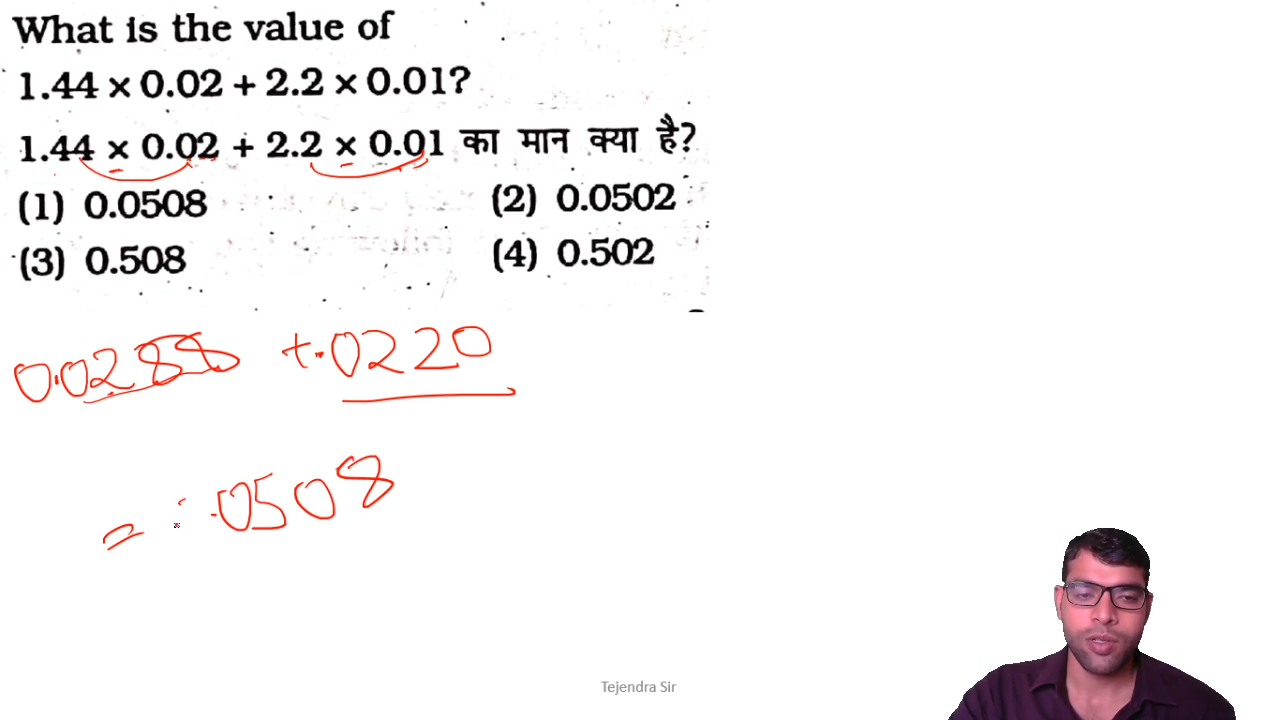 What is the value of
1.44 × 0.02 + 2.2 × 0.01?
1.44 × 0.02 + 2.2 × 0.01 का मान क्या है?
(1) 0.0508 (2) 0.0502
(3) 0.508 (4) 0.502
0.0288 +.0220
= .0508
Tejendra Sir